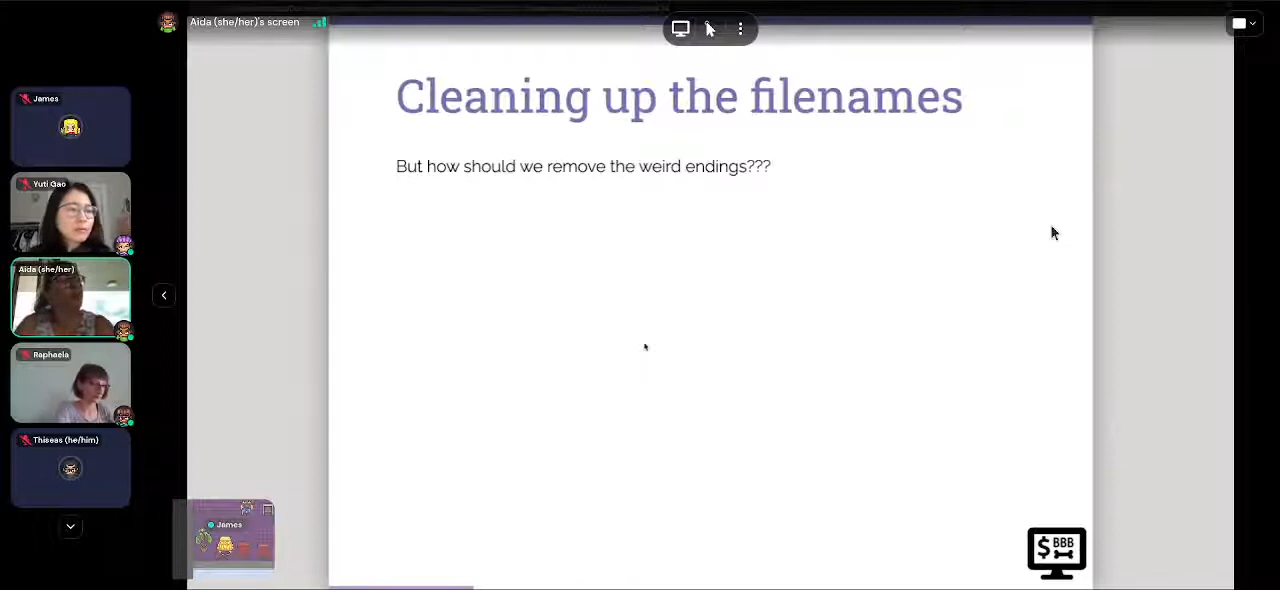 Aida (she/her)'s screen
James
Yuti Gao
Aida (she/her)
Raphaela
Thiseas (he/him)
James
Cleaning up the filenames
But how should we remove the weird endings???
$ BBB